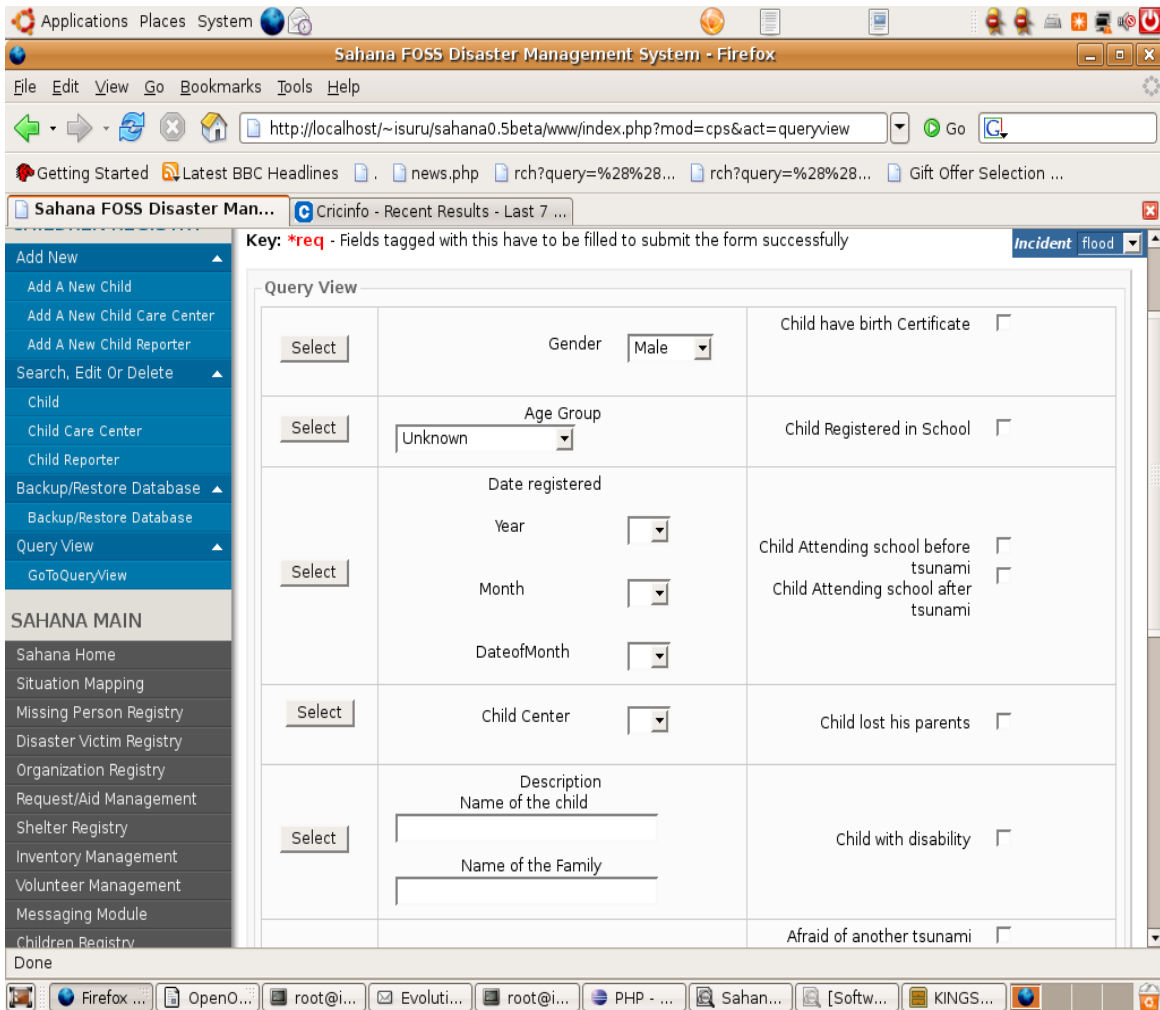 Applications Places System
Sahana FOSS Disaster Management System - Firefox
File Edit View Go Bookmarks Tools Help
http://localhost/~isuru/sahana0.5beta/www/index.php?mod=cps&act=queryview
Go
Getting Started Latest BBC Headlines . news.php rch?query=%28%28... rch?query=%28%28... Gift Offer Selection ...
Sahana FOSS Disaster Man... Cricinfo - Recent Results - Last 7 ...
CHILDREN REGISTRY
Add New
Add A New Child
Add A New Child Care Center
Add A New Child Reporter
Search, Edit Or Delete
Child
Child Care Center
Child Reporter
Backup/Restore Database
Backup/Restore Database
Query View
GoToQueryView
SAHANA MAIN
Sahana Home
Situation Mapping
Missing Person Registry
Disaster Victim Registry
Organization Registry
Request/Aid Management
Shelter Registry
Inventory Management
Volunteer Management
Messaging Module
Children Registry
Key: *req - Fields tagged with this have to be filled to submit the form successfully
Incident flood
Query View
Select Gender Male Child have birth Certificate
Select Age Group
Unknown
Child Registered in School
Date registered
Year
Select Month
DateofMonth
Child Attending school before
tsunami
Child Attending school after
tsunami
Select Child Center Child lost his parents
Description
Name of the child
Select
Name of the Family
Child with disability
Afraid of another tsunami
Done
Firefox ... OpenO... root@i... Evoluti... root@i... PHP - ... Sahan... [Softw... KINGS...